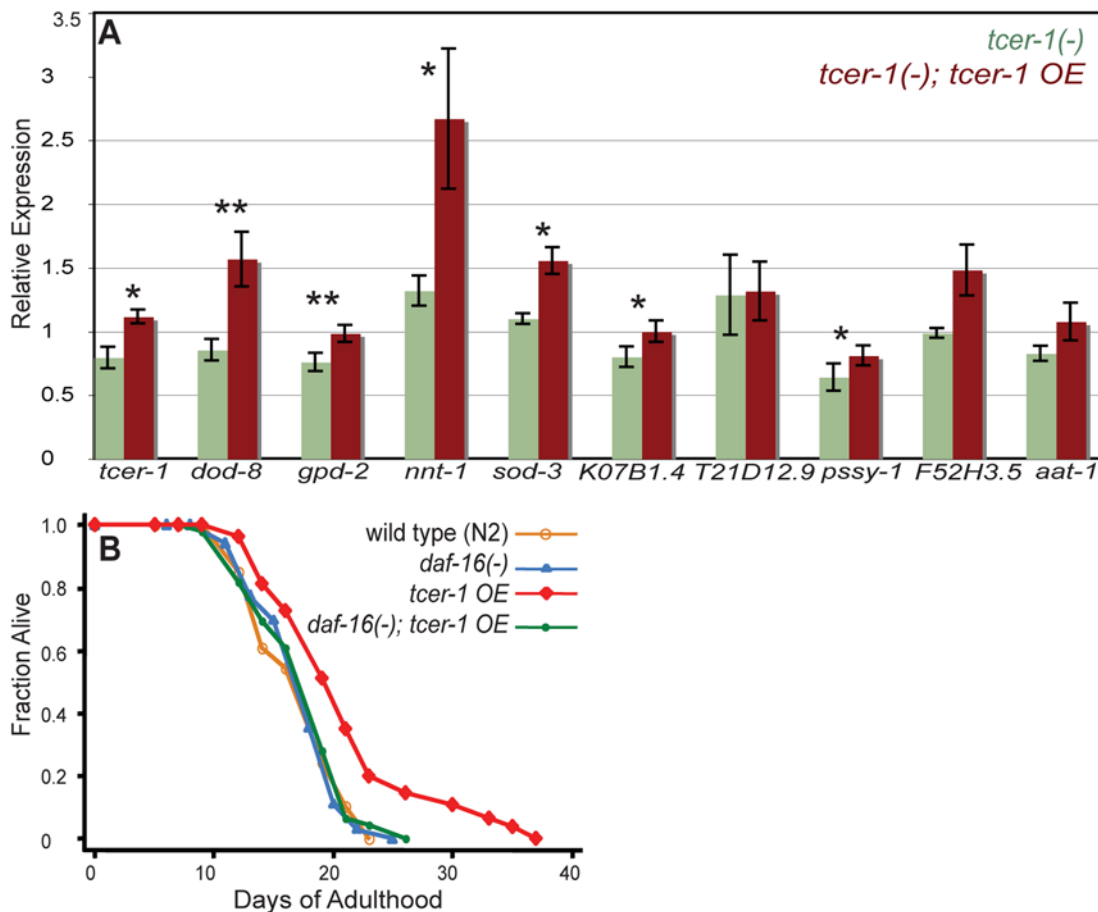 A
tcer-1(-)
tcer-1(-); tcer-1 OE
Relative Expression
3.5
3
2.5
2
1.5
1
0.5
0
* ** ** * * * *
tcer-1 dod-8 gpd-2 nnt-1 sod-3 K07B1.4 T21D12.9 pssy-1 F52H3.5 aat-1
B
wild type (N2)
daf-16(-)
tcer-1 OE
daf-16(-); tcer-1 OE
Fraction Alive
1.0
0.8
0.6
0.4
0.2
0
0 10 20 30 40
Days of Adulthood